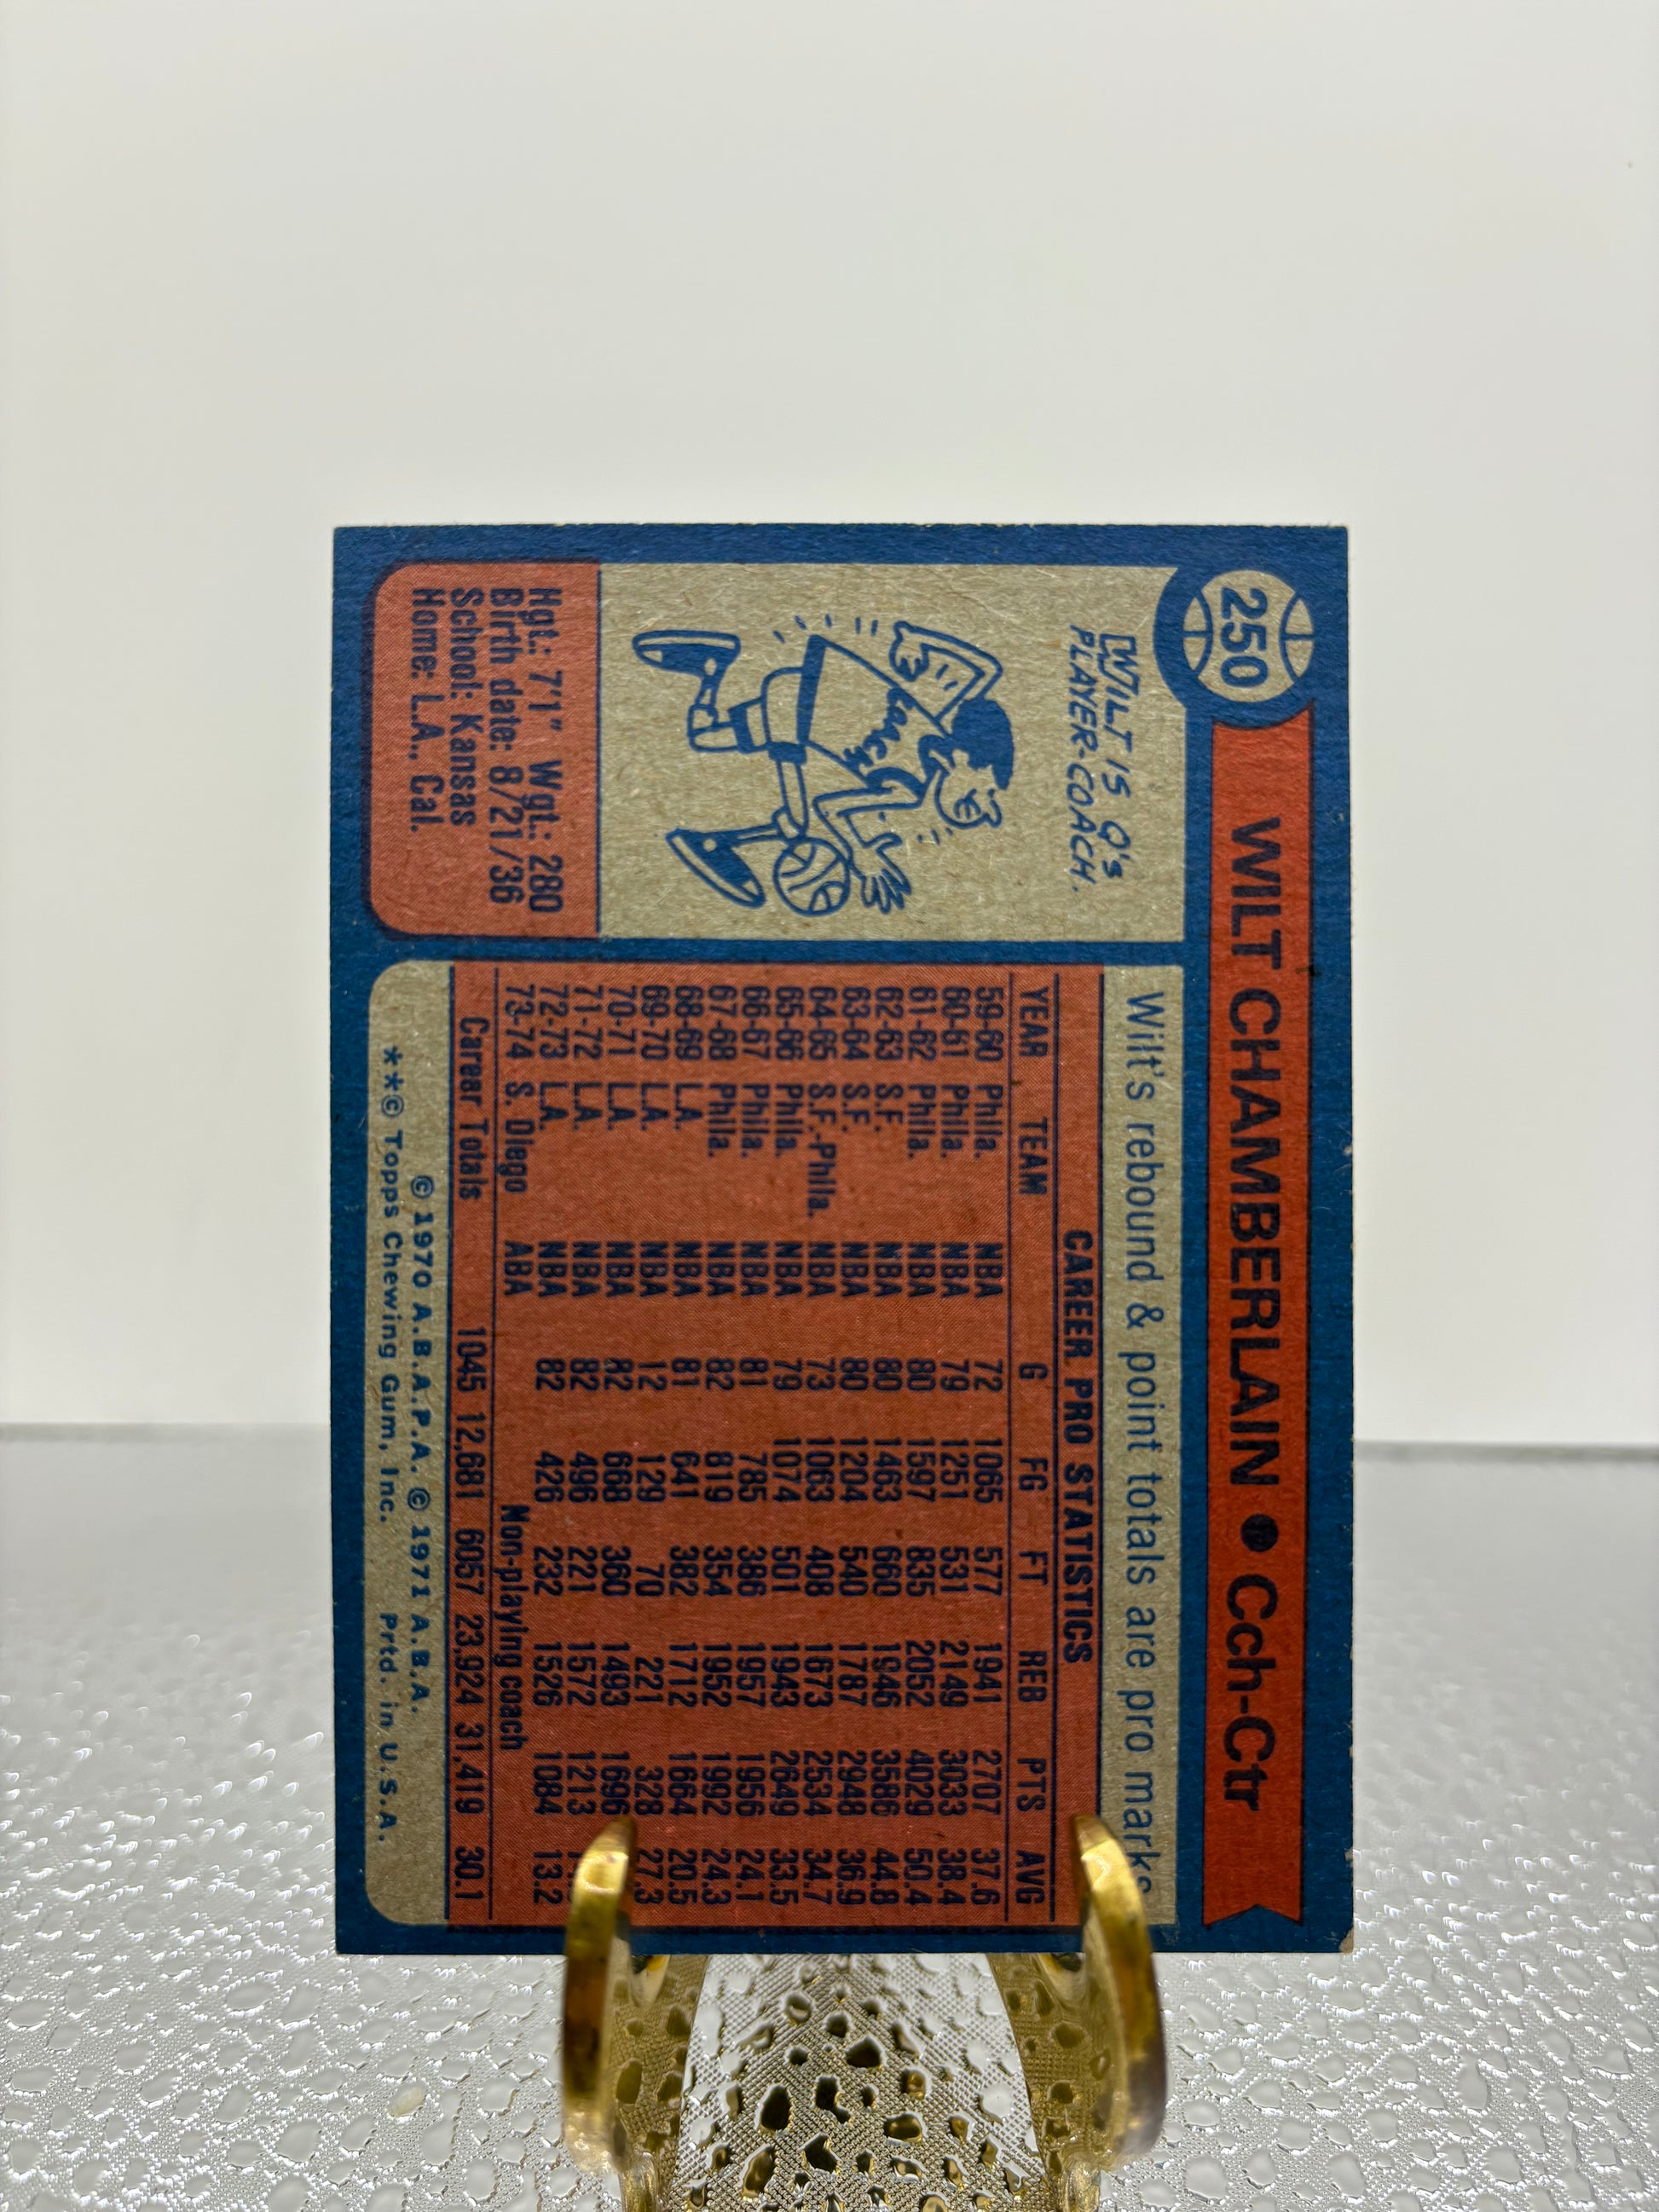 250
WILT CHAMBERLAIN • Cch-Ctr
WILT IS Q's
PLAYER-COACH.
Coach
Hgt.: 7'1" Wgt.: 280
Birth date: 8/21/36
School: Kansas
Home: L.A., Cal.
Wilt's rebound & point totals are pro marks
CAREER PRO STATISTICS
YEAR TEAM G FG FT REB PTS AVG
59-60 Phila. NBA 72 1065 577 1941 2707 37.6
60-61 Phila. NBA 79 1251 531 2149 3033 38.4
61-62 Phila. NBA 80 1597 835 2052 4029 50.4
62-63 S.F. NBA 80 1463 660 1946 3586 44.8
63-64 S.F. NBA 80 1204 540 1787 2948 36.9
64-65 S.F.-Phila. NBA 73 1063 408 1673 2534 34.7
65-66 Phila. NBA 79 1074 501 1943 2649 33.5
66-67 Phila. NBA 81 785 386 1957 1956 24.1
67-68 Phila. NBA 82 819 354 1952 1992 24.3
68-69 L.A. NBA 81 641 382 1712 1664 20.5
69-70 L.A. NBA 12 129 70 221 328 27.3
70-71 L.A. NBA 82 668 360 1493 1696
71-72 L.A. NBA 82 496 221 1572 1213
72-73 L.A. NBA 82 426 232 1526 1084 13.2
73-74 S. Diego ABA Non-playing coach
Career Totals 1045 12,681 6057 23,924 31,419 30.1
© 1970 A.B.A.P.A. © 1971 A.B.A.
**© Topps Chewing Gum, Inc. Prtd. in U.S.A.